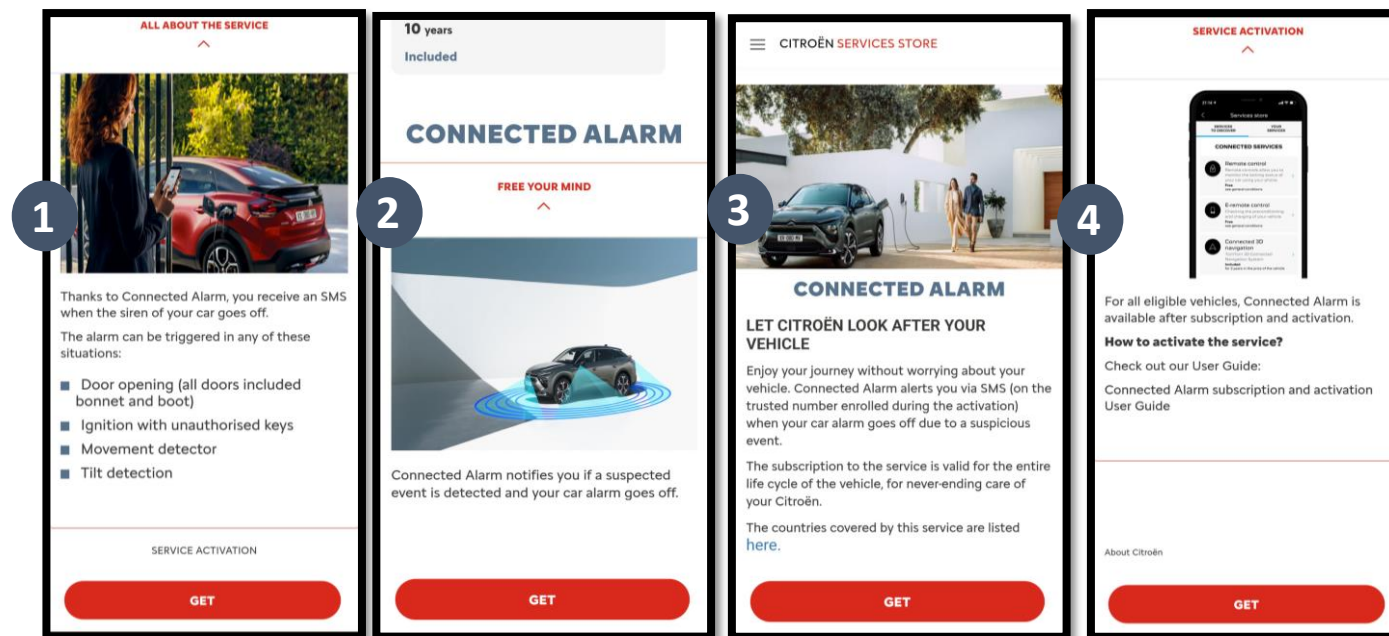 1
ALL ABOUT THE SERVICE
Thanks to Connected Alarm, you receive an SMS
when the siren of your car goes off.
The alarm can be triggered in any of these
situations:
Door opening (all doors included
bonnet and boot)
Ignition with unauthorised keys
Movement detector
Tilt detection
SERVICE ACTIVATION
GET
2
10 years
Included
CONNECTED ALARM
FREE YOUR MIND
Connected Alarm notifies you if a suspected
event is detected and your car alarm goes off.
GET
3
CITROËN SERVICES STORE
CONNECTED ALARM
LET CITROËN LOOK AFTER YOUR
VEHICLE
Enjoy your journey without worrying about your
vehicle. Connected Alarm alerts you via SMS (on the
trusted number enrolled during the activation)
when your car alarm goes off due to a suspicious
event.
The subscription to the service is valid for the entire
life cycle of the vehicle, for never-ending care of
your Citroën.
The countries covered by this service are listed
here.
GET
4
SERVICE ACTIVATION
Services store
CONNECTED SERVICES
Remote control
Free
E-remote control
Free
Connected 3D
navigation
For all eligible vehicles, Connected Alarm is
available after subscription and activation.
How to activate the service?
Check out our User Guide:
Connected Alarm subscription and activation
User Guide
About Citroën
GET